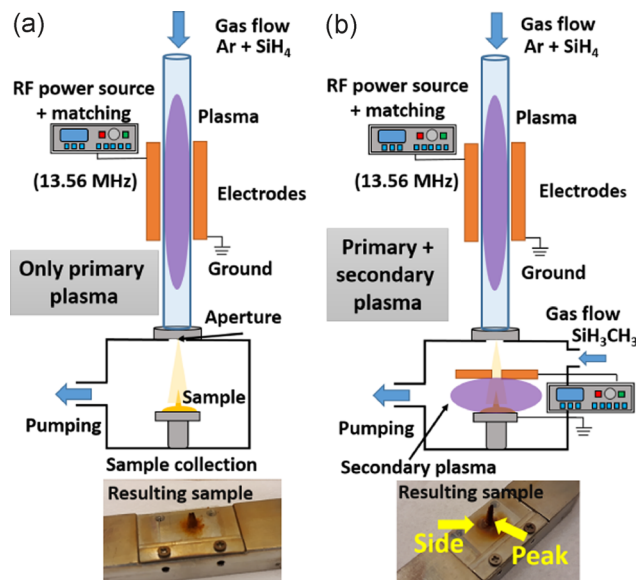 (a)
Gas flow
Ar + SiH₄
RF power source
+ matching
Plasma
(13.56 MHz)
Electrodes
Ground
Only primary
plasma
Aperture
Sample
Pumping
Sample collection
Resulting sample
(b)
Gas flow
Ar + SiH₄
RF power source
+ matching
Plasma
(13.56 MHz)
Electrodes
Ground
Primary +
secondary
plasma
Gas flow
SiH₃CH₃
Pumping
Secondary plasma
Resulting sample
Side
Peak